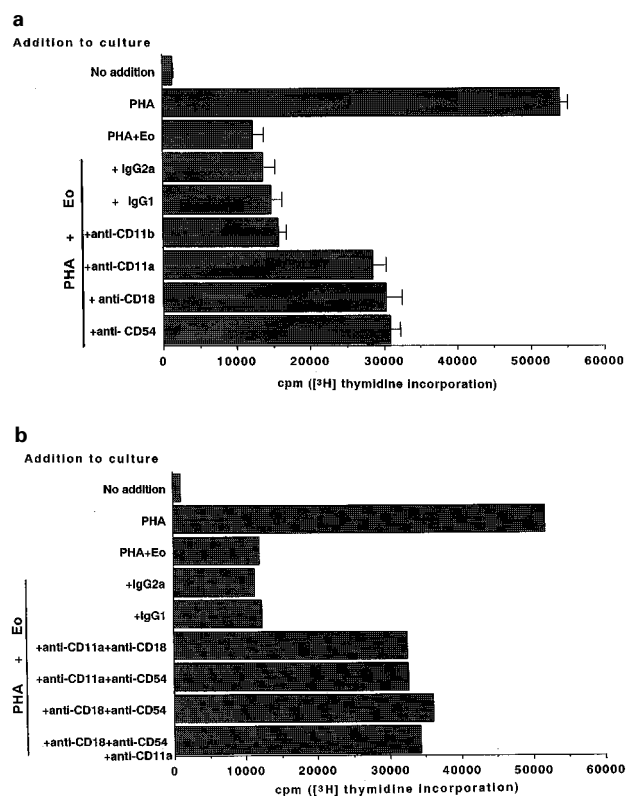 a
Addition to culture
No addition
PHA
PHA+Eo
+ IgG2a
+ IgG1
+anti-CD11b
+anti-CD11a
+ anti-CD18
+anti- CD54
PHA + Eo
0 10000 20000 30000 40000 50000 60000
cpm ([³H] thymidine incorporation)
b
Addition to culture
No addition
PHA
PHA+Eo
+IgG2a
+IgG1
+anti-CD11a+anti-CD18
+anti-CD11a+anti-CD54
+anti-CD18+anti-CD54
+anti-CD18+anti-CD54
+anti-CD11a
PHA + Eo
0 10000 20000 30000 40000 50000 60000
cpm ([³H] thymidine incorporation)